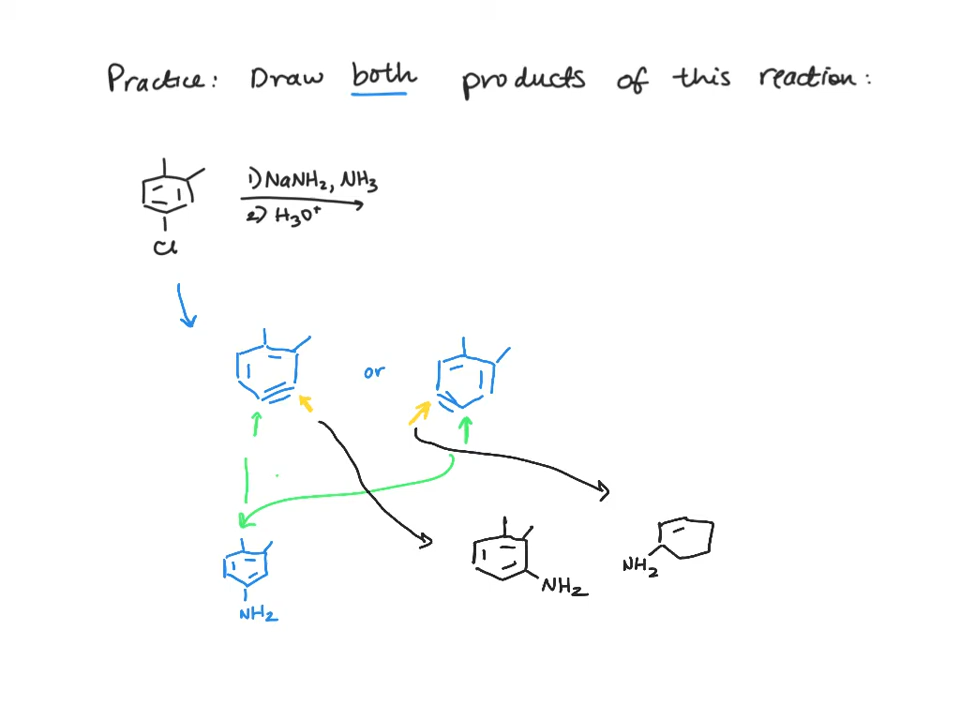 Practice: Draw both products of this reaction:
1) NaNH2, NH3
2) H3O+
Cl
or
NH2
NH2
NH2